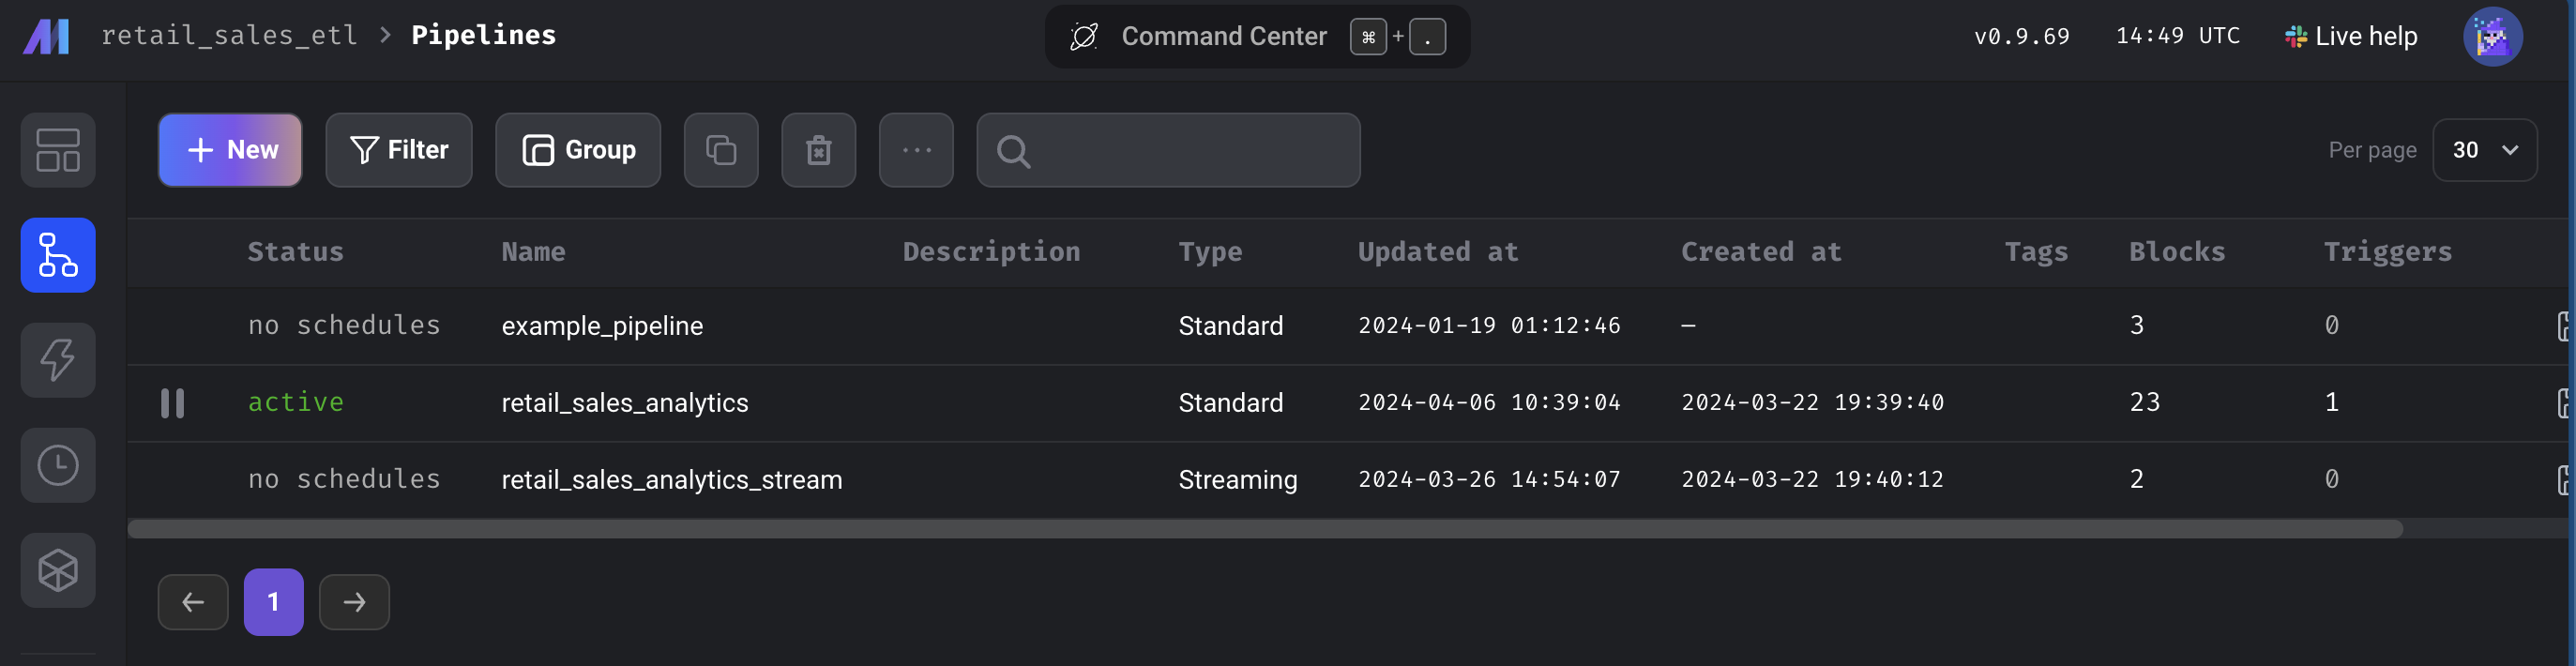 retail_sales_etl > Pipelines
Command Center ⌘ + .
v0.9.69 14:49 UTC Live help
+ New Filter Group ... Per page 30
Status Name Description Type Updated at Created at Tags Blocks Triggers
no schedules example_pipeline Standard 2024-01-19 01:12:46 — 3 0
active retail_sales_analytics Standard 2024-04-06 10:39:04 2024-03-22 19:39:40 23 1
no schedules retail_sales_analytics_stream Streaming 2024-03-26 14:54:07 2024-03-22 19:40:12 2 0
← 1 →